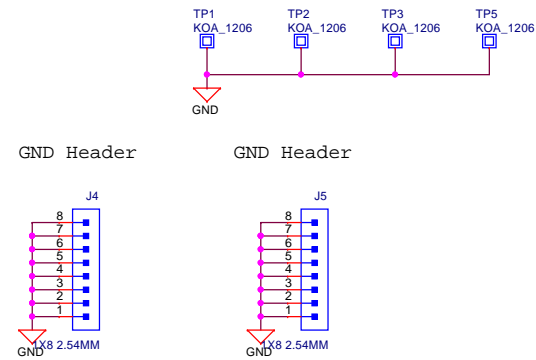 TP1 TP2 TP3 TP5
KOA_1206 KOA_1206 KOA_1206 KOA_1206
GND
GND Header GND Header
J4 J5
8 8
7 7
6 6
5 5
4 4
3 3
2 2
1 1
1X8 2.54MM 1X8 2.54MM
GND GND